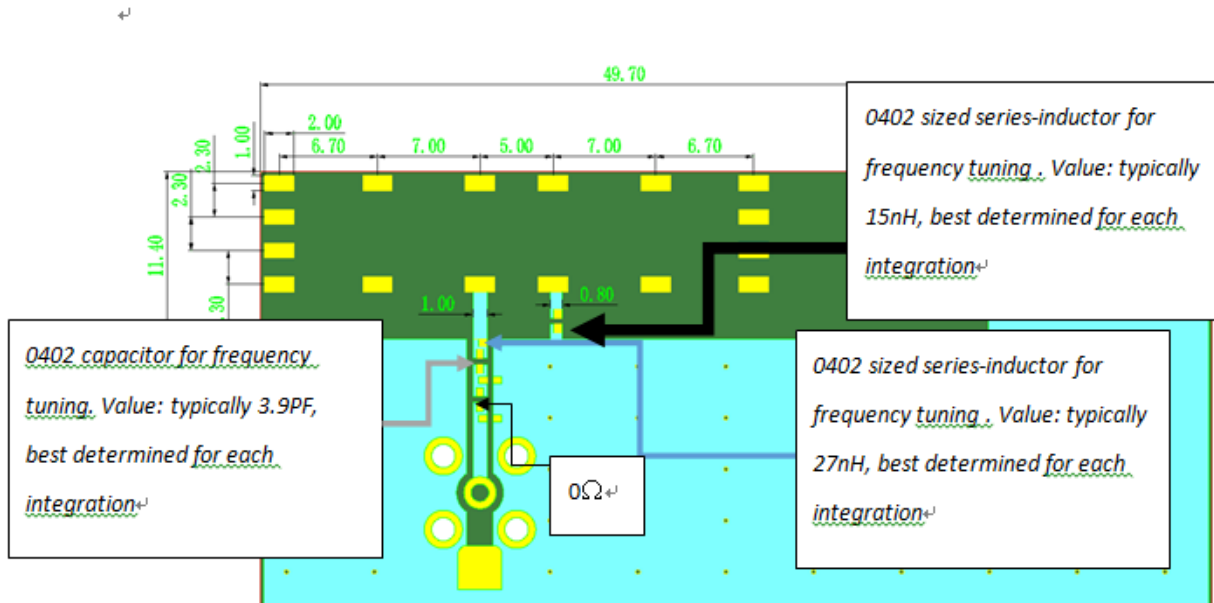 49.70
2.00
6.70 7.00 5.00 7.00 6.70
1.00
2.30
2.30
11.40
.30
1.00
0.80
0402 sized series-inductor for
frequency tuning . Value: typically
15nH, best determined for each
integration
0402 capacitor for frequency
tuning. Value: typically 3.9PF,
best determined for each
integration
0402 sized series-inductor for
frequency tuning . Value: typically
27nH, best determined for each
integration
0Ω